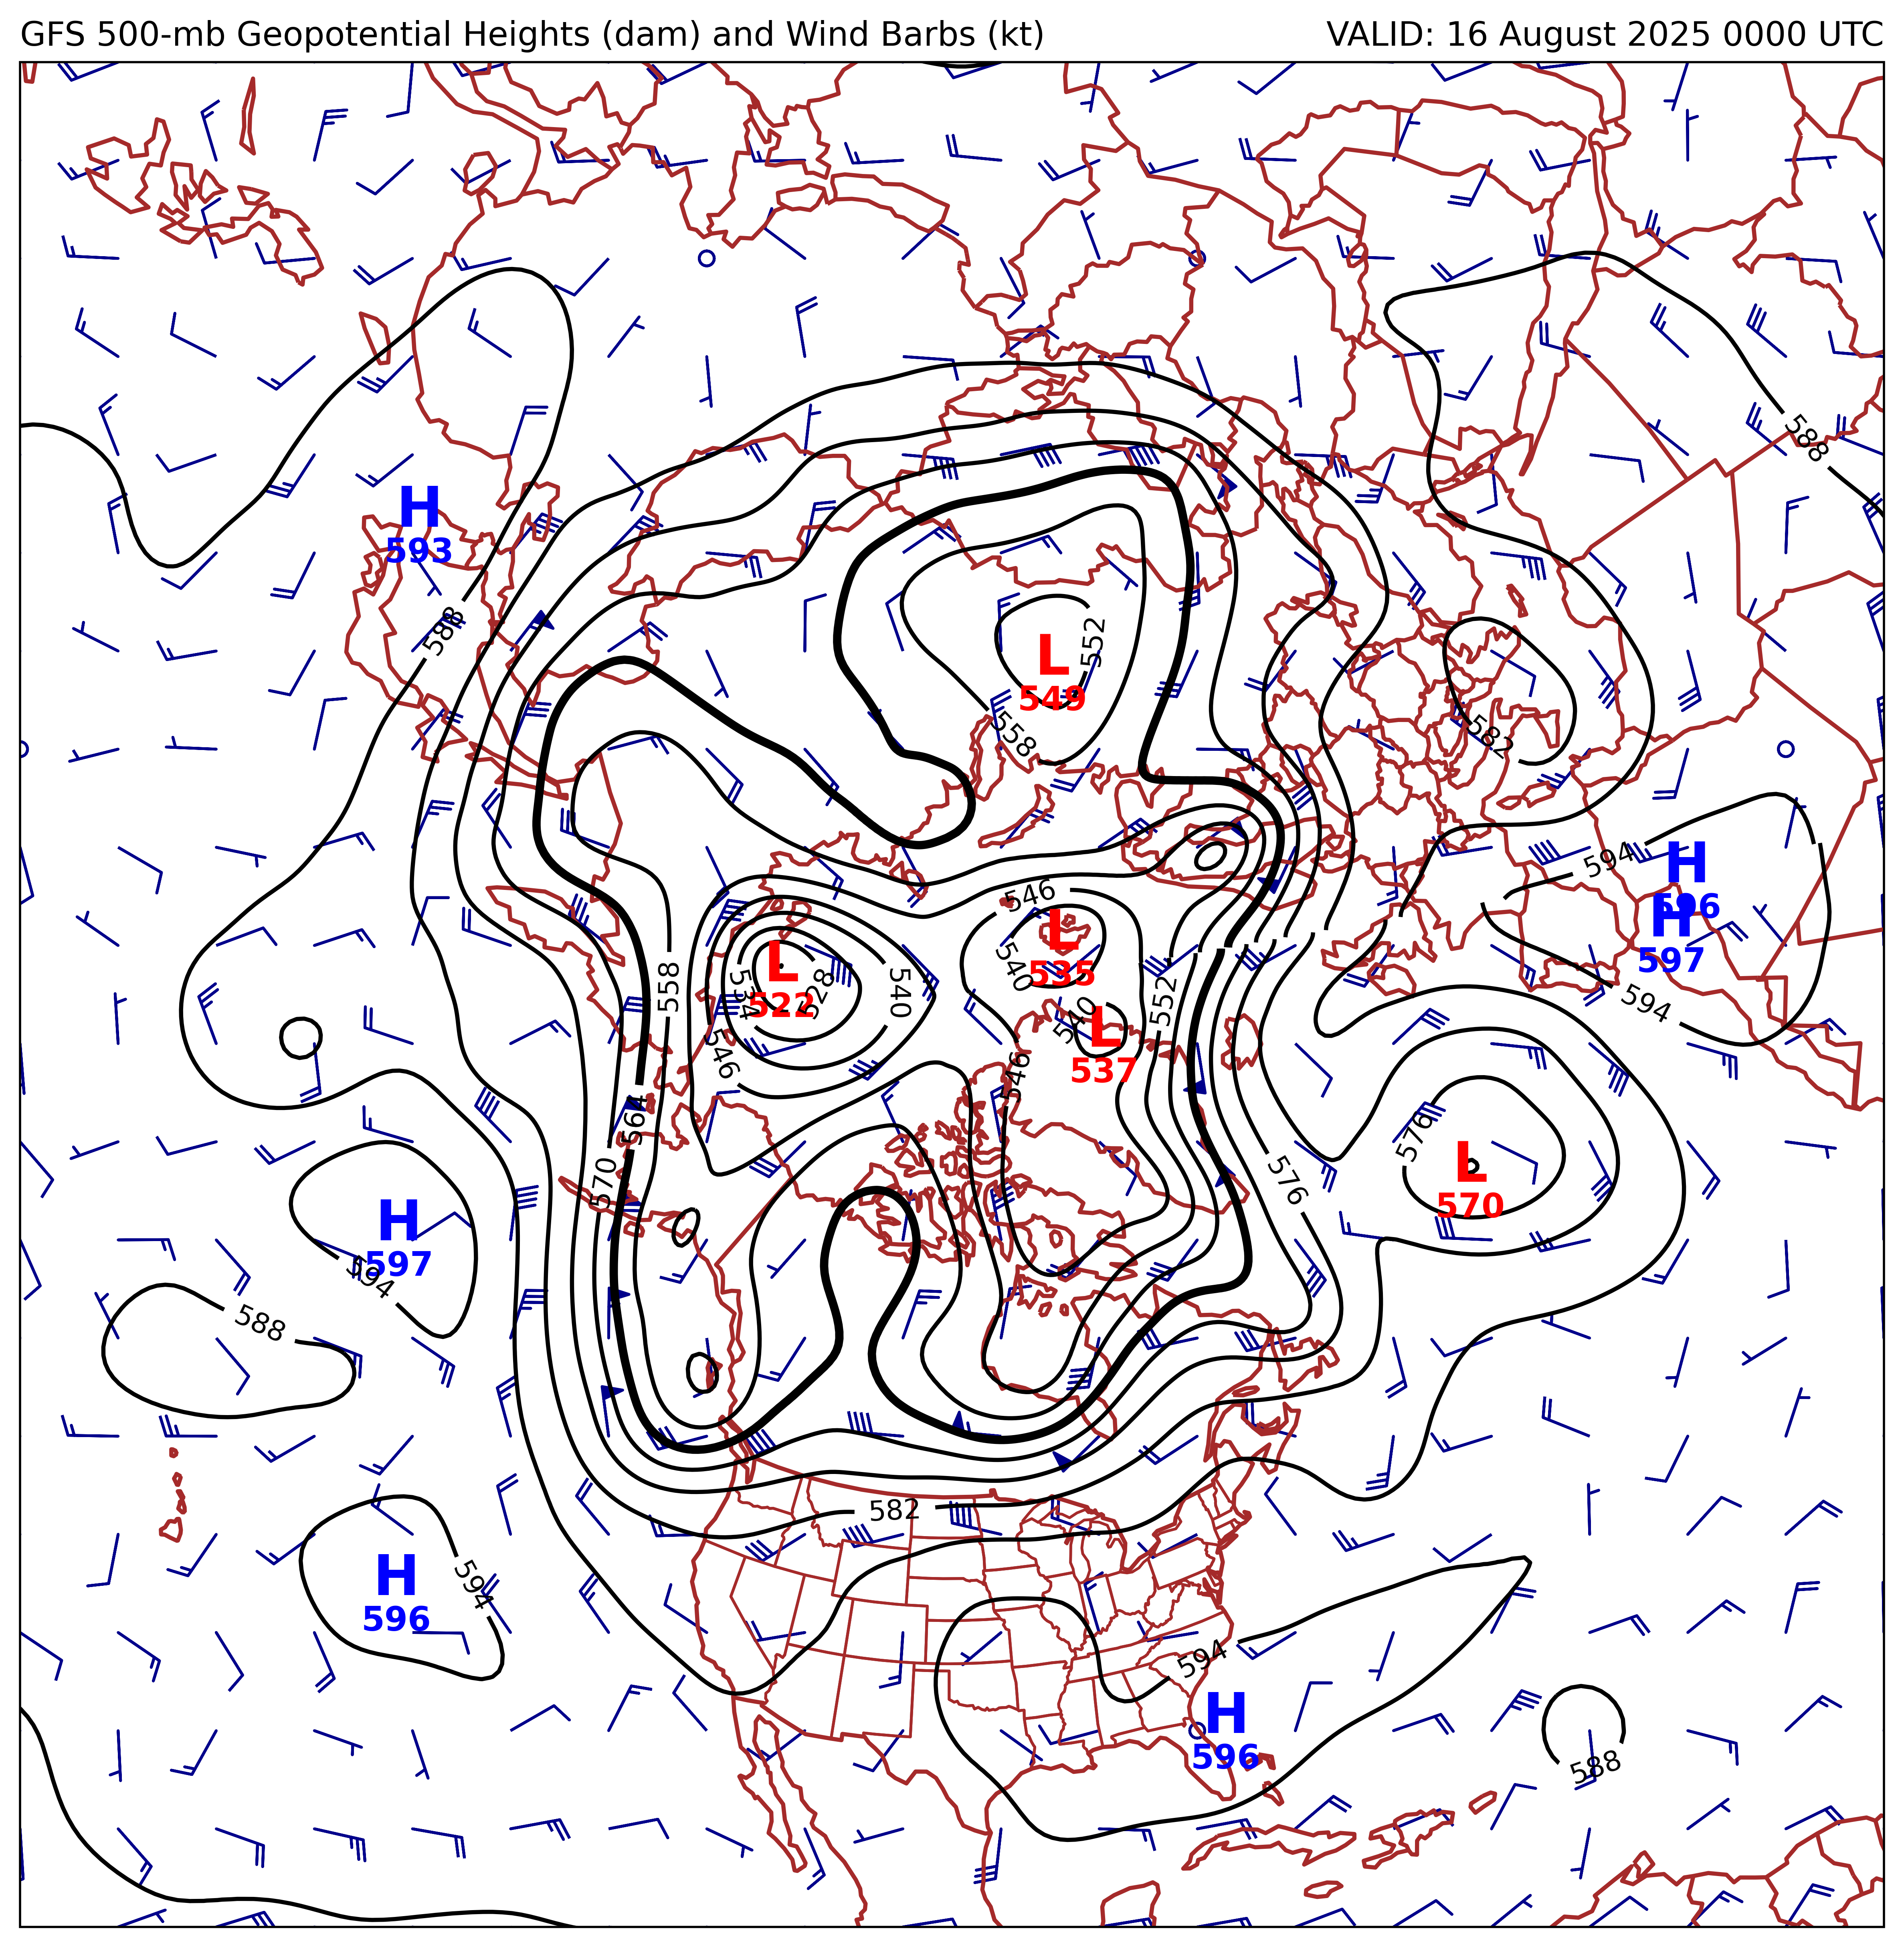 GFS 500-mb Geopotential Heights (dam) and Wind Barbs (kt)
VALID: 16 August 2025 0000 UTC
588
H
593
588
L
549
552
558
582
H
596
594
H
597
594
546
L
535
540
L
522
528
534
540
546
558
552
540
L
537
546
564
570
576
576
L
570
H
597
594
588
582
H
596
594
594
H
596
588